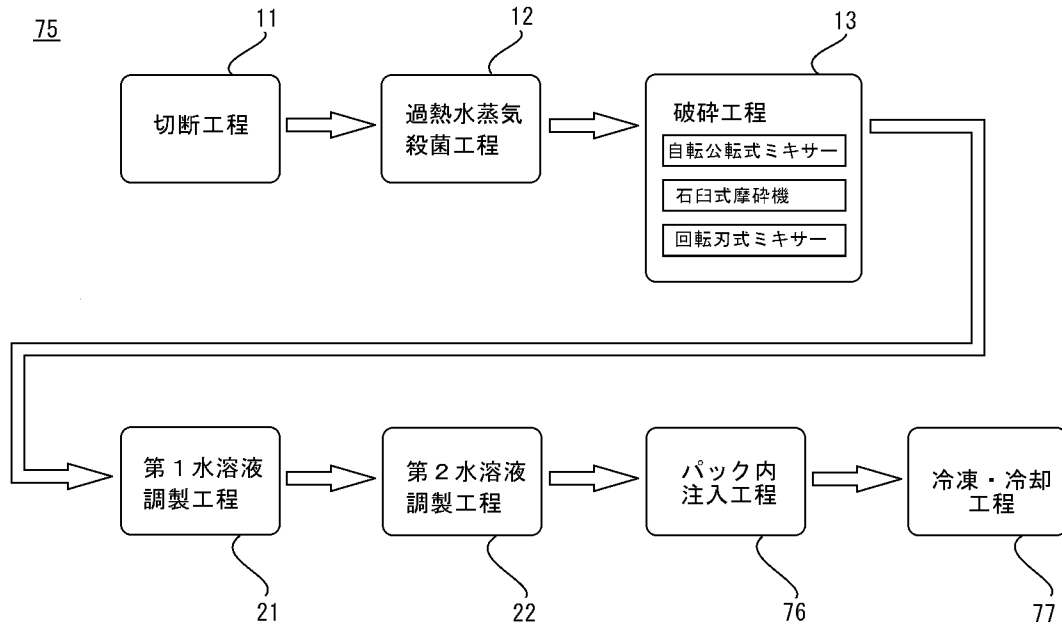 75
11
12
13
切断工程
過熱水蒸気
殺菌工程
破砕工程
自転公転式ミキサー
石臼式摩砕機
回転刃式ミキサー
第１水溶液
調製工程
第２水溶液
調製工程
パック内
注入工程
冷凍・冷却
工程
21
22
76
77